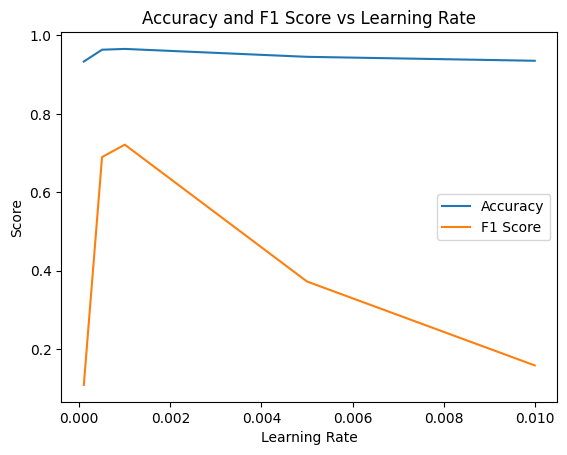 Accuracy and F1 Score vs Learning Rate
1.0
0.8
0.6
0.4
0.2
Score
Accuracy
F1 Score
0.000
0.002
0.004
0.006
0.008
0.010
Learning Rate